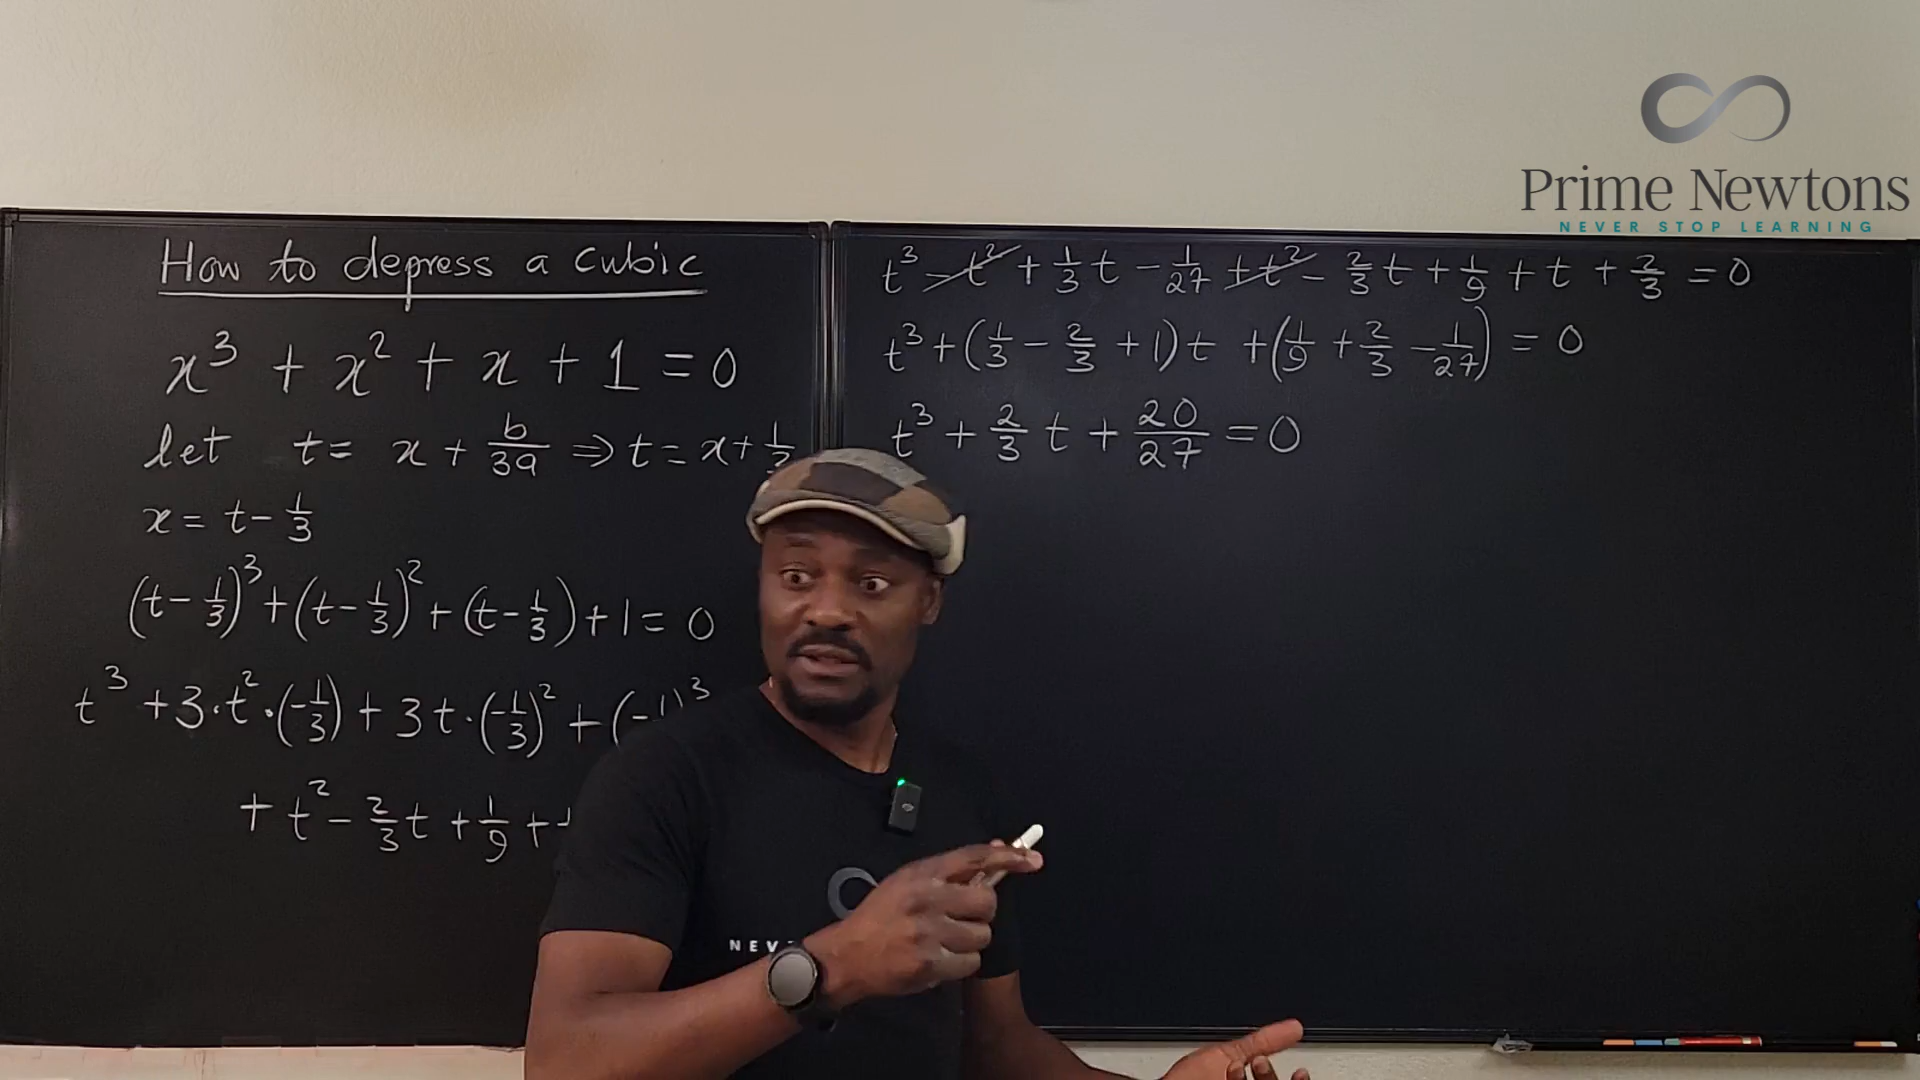 Prime Newtons
NEVER STOP LEARNING
How to depress a cubic
x³ + x² + x + 1 = 0
let t = x + b/3a ⇒ t = x + 1/3
x = t - 1/3
(t - 1/3)³ + (t - 1/3)² + (t - 1/3) + 1 = 0
t³ + 3·t²·(-1/3) + 3t·(-1/3)² + (-1)³
+ t² - 2/3 t + 1/9 +
t³ - t² + 1/3 t - 1/27 + t² - 2/3 t + 1/9 + t + 2/3 = 0
t³ + (1/3 - 2/3 + 1)t + (1/9 + 2/3 - 1/27) = 0
t³ + 2/3 t + 20/27 = 0